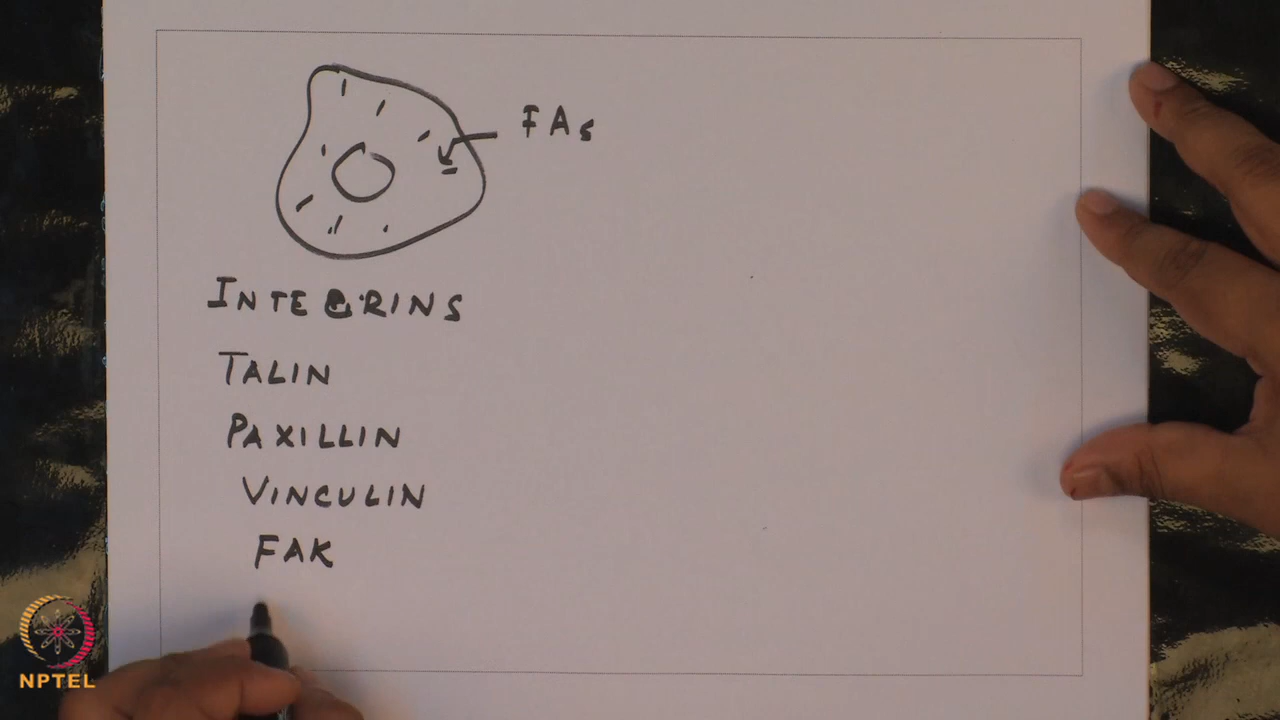 FAs
INTEGRINS
TALIN
PAXILLIN
VINCULIN
FAK
NPTEL